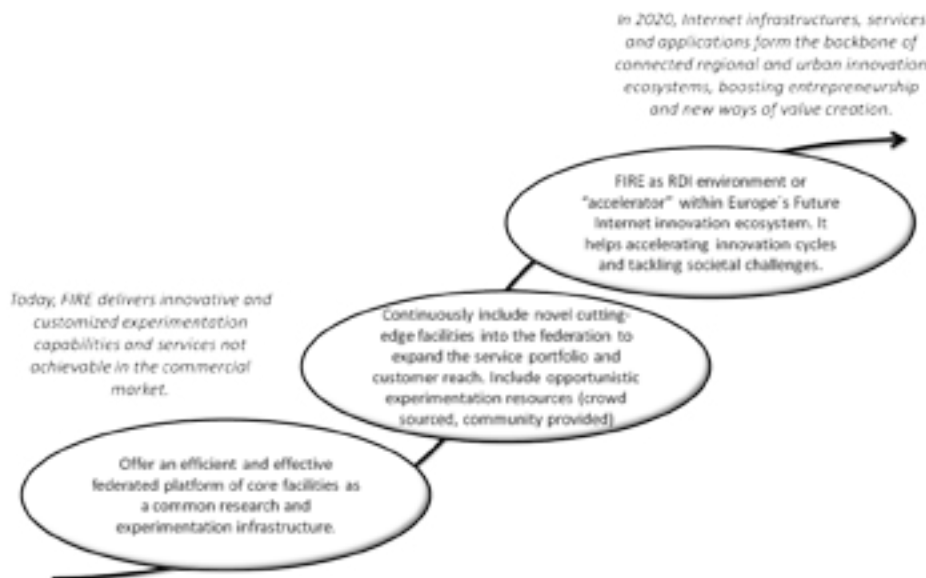 In 2020, Internet infrastructures, services
and applications form the backbone of
connected regional and urban innovation
ecosystems, boosting entrepreneurship
and new ways of value creation.
FIRE as RDI environment or
"accelerator" within Europe's Future
Internet innovation ecosystem. It
helps accelerating innovation cycles
and tackling societal challenges.
Today, FIRE delivers innovative and
customized experimentation
capabilities and services not
achievable in the commercial
market.
Continuously include novel cutting-
edge facilities into the federation to
expand the service portfolio and
customer reach. Include opportunistic
experimentation resources (crowd
sourced, community provided)
Offer an efficient and effective
federated platform of core facilities as
a common research and
experimentation infrastructure.